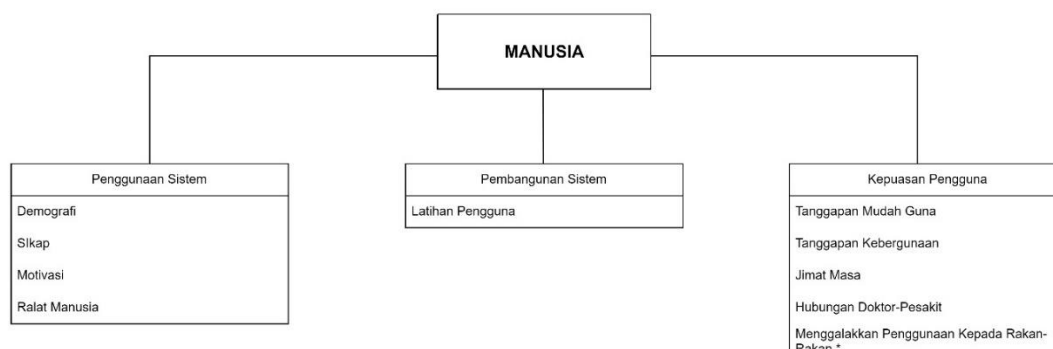 MANUSIA
Penggunaan Sistem
Demografi
SIkap
Motivasi
Ralat Manusia
Pembangunan Sistem
Latihan Pengguna
Kepuasan Pengguna
Tanggapan Mudah Guna
Tanggapan Kebergunaan
Jimat Masa
Hubungan Doktor-Pesakit
Menggalakkan Penggunaan Kepada Rakan-
Rakan *